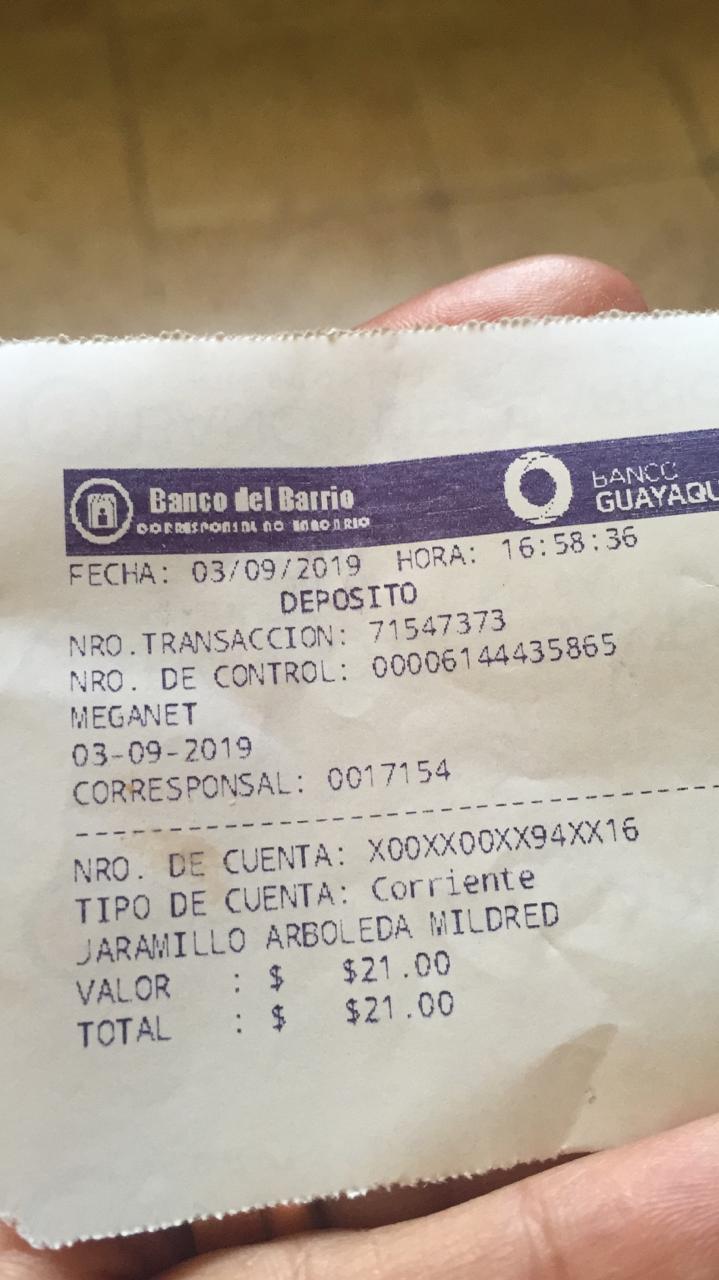 Banco del Barrio
CORRESPONSAL NO BANCARIO
BANCO
GUAYAQU
FECHA: 03/09/2019 HORA: 16:58:36
DEPOSITO
NRO.TRANSACCION: 71547373
NRO. DE CONTROL: 00006144435865
MEGANET
03-09-2019
CORRESPONSAL: 0017154
NRO. DE CUENTA: X00XX00XX94XX16
TIPO DE CUENTA: Corriente
JARAMILLO ARBOLEDA MILDRED
VALOR : $ $21.00
TOTAL : $ $21.00